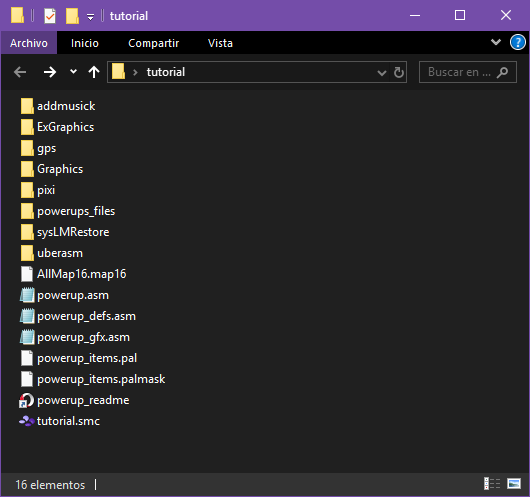 tutorial
Archivo Inicio Compartir Vista
tutorial Buscar en ...
addmusick
ExGraphics
gps
Graphics
pixi
powerups_files
sysLMRestore
uberasm
AllMap16.map16
powerup.asm
powerup_defs.asm
powerup_gfx.asm
powerup_items.pal
powerup_items.palmask
powerup_readme
tutorial.smc
16 elementos